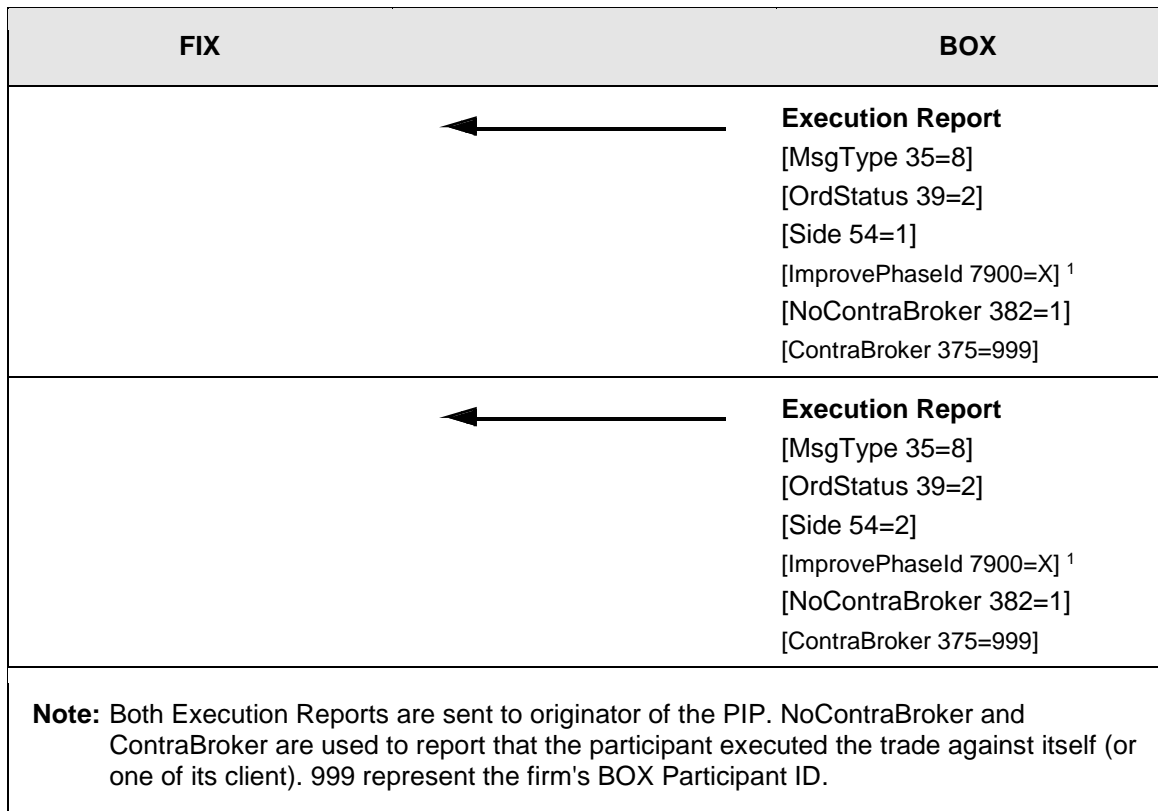 FIX BOX
Execution Report
[MsgType 35=8]
[OrdStatus 39=2]
[Side 54=1]
[ImprovePhaseId 7900=X] 1
[NoContraBroker 382=1]
[ContraBroker 375=999]
Execution Report
[MsgType 35=8]
[OrdStatus 39=2]
[Side 54=2]
[ImprovePhaseId 7900=X] 1
[NoContraBroker 382=1]
[ContraBroker 375=999]
Note: Both Execution Reports are sent to originator of the PIP. NoContraBroker and
ContraBroker are used to report that the participant executed the trade against itself (or
one of its client). 999 represent the firm's BOX Participant ID.